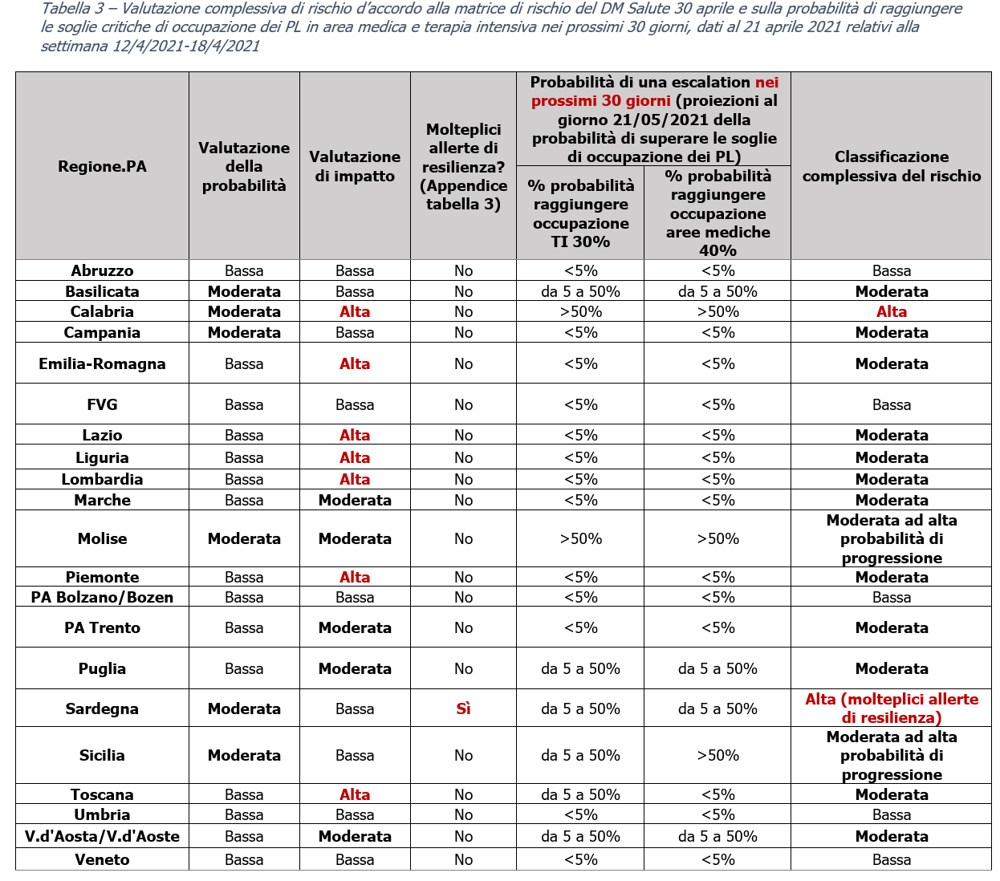 Tabella 3 – Valutazione complessiva di rischio d’accordo alla matrice di rischio del DM Salute 30 aprile e sulla probabilità di raggiungere
le soglie critiche di occupazione dei PL in area medica e terapia intensiva nei prossimi 30 giorni, dati al 21 aprile 2021 relativi alla
settimana 12/4/2021-18/4/2021
Regione.PA
Valutazione
della
probabilità
Valutazione
di impatto
Molteplici
allerte di
resilienza?
(Appendice
tabella 3)
Probabilità di una escalation nei
prossimi 30 giorni (proiezioni al
giorno 21/05/2021 della
probabilità di superare le soglie
di occupazione dei PL)
% probabilità
raggiungere
occupazione
TI 30%
% probabilità
raggiungere
occupazione
aree mediche
40%
Classificazione
complessiva del rischio
Abruzzo Bassa Bassa No <5% <5% Bassa
Basilicata Moderata Bassa No da 5 a 50% da 5 a 50% Moderata
Calabria Moderata Alta No >50% >50% Alta
Campania Moderata Bassa No <5% <5% Moderata
Emilia-Romagna Bassa Alta No <5% <5% Moderata
FVG Bassa Bassa No <5% <5% Bassa
Lazio Bassa Alta No <5% <5% Moderata
Liguria Bassa Alta No <5% <5% Moderata
Lombardia Bassa Alta No <5% <5% Moderata
Marche Bassa Moderata No <5% <5% Moderata
Molise Moderata Moderata No >50% >50% Moderata ad alta
probabilità di
progressione
Piemonte Bassa Alta No <5% <5% Moderata
PA Bolzano/Bozen Bassa Bassa No <5% <5% Bassa
PA Trento Bassa Moderata No <5% <5% Moderata
Puglia Bassa Moderata No da 5 a 50% da 5 a 50% Moderata
Sardegna Moderata Bassa Sì da 5 a 50% da 5 a 50% Alta (molteplici allerte
di resilienza)
Sicilia Moderata Bassa No da 5 a 50% >50% Moderata ad alta
probabilità di
progressione
Toscana Bassa Alta No da 5 a 50% <5% Moderata
Umbria Bassa Bassa No <5% <5% Bassa
V.d'Aosta/V.d'Aoste Bassa Moderata No da 5 a 50% da 5 a 50% Moderata
Veneto Bassa Bassa No <5% <5% Bassa